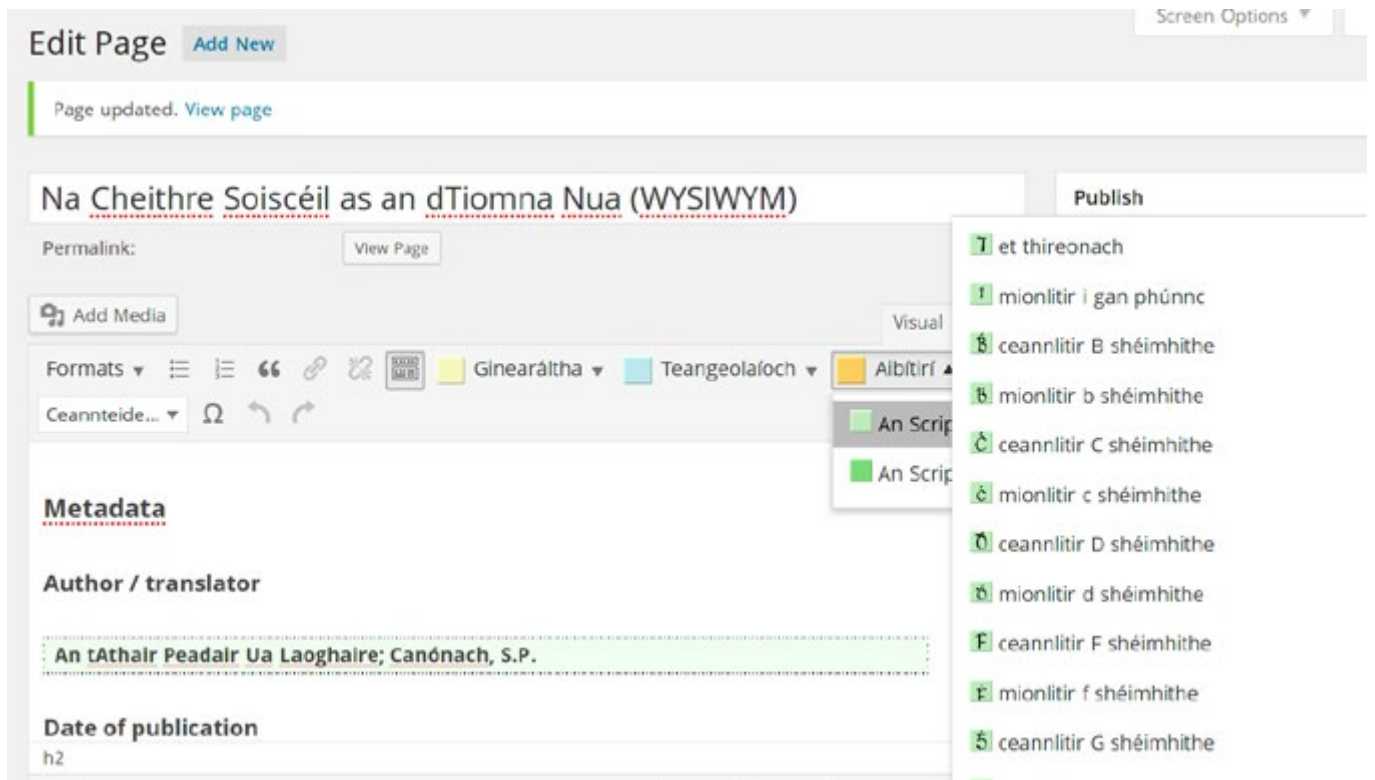 Screen Options
Edit Page Add New
Page updated. View page
Na Cheithre Soiscéil as an dTiomna Nua (WYSIWYM)
Publish
Permalink: View Page
Add Media
Visual
Formats Ginearáltha Teangeolaíoch Aibítirí
Ceannteide... Ω
An Scrip
An Scrip
⁊ et thireonach
ı mionlitir i gan phúnnc
Ḃ ceannlitir B shéimhithe
ḃ mionlitir b shéimhithe
Ċ ceannlitir C shéimhithe
ċ mionlitir c shéimhithe
Ḋ ceannlitir D shéimhithe
ḋ mionlitir d shéimhithe
Ḟ ceannlitir F shéimhithe
ḟ mionlitir f shéimhithe
Ġ ceannlitir G shéimhithe
Metadata
Author / translator
An tAthair Peadair Ua Laoghaire; Canónach, S.P.
Date of publication
h2